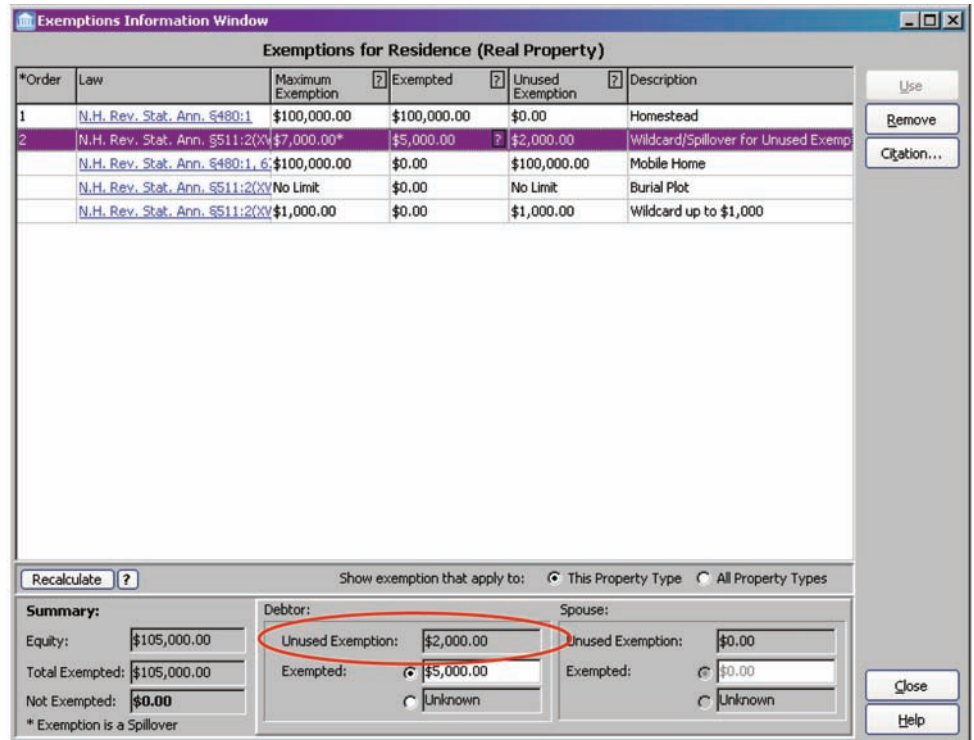 Exemptions Information Window
Exemptions for Residence (Real Property)
*Order Law Maximum Exemption ? Exempted ? Unused Exemption ? Description
1 N.H. Rev. Stat. Ann. §480:1 $100,000.00 $100,000.00 $0.00 Homestead
2 N.H. Rev. Stat. Ann. §511:2(XV $7,000.00* $5,000.00 ? $2,000.00 Wildcard/Spillover for Unused Exemp
N.H. Rev. Stat. Ann. §480:1, 6 $100,000.00 $0.00 $100,000.00 Mobile Home
N.H. Rev. Stat. Ann. §511:2(XV No Limit $0.00 No Limit Burial Plot
N.H. Rev. Stat. Ann. §511:2(XV $1,000.00 $0.00 $1,000.00 Wildcard up to $1,000
Use
Remove
Citation...
Recalculate ? Show exemption that apply to: This Property Type All Property Types
Summary: Debtor: Spouse:
Equity: $105,000.00 Unused Exemption: $2,000.00 Unused Exemption: $0.00
Total Exempted: $105,000.00 Exempted: $5,000.00 Exempted: $0.00
Not Exempted: $0.00 Unknown Unknown
* Exemption is a Spillover
Close
Help